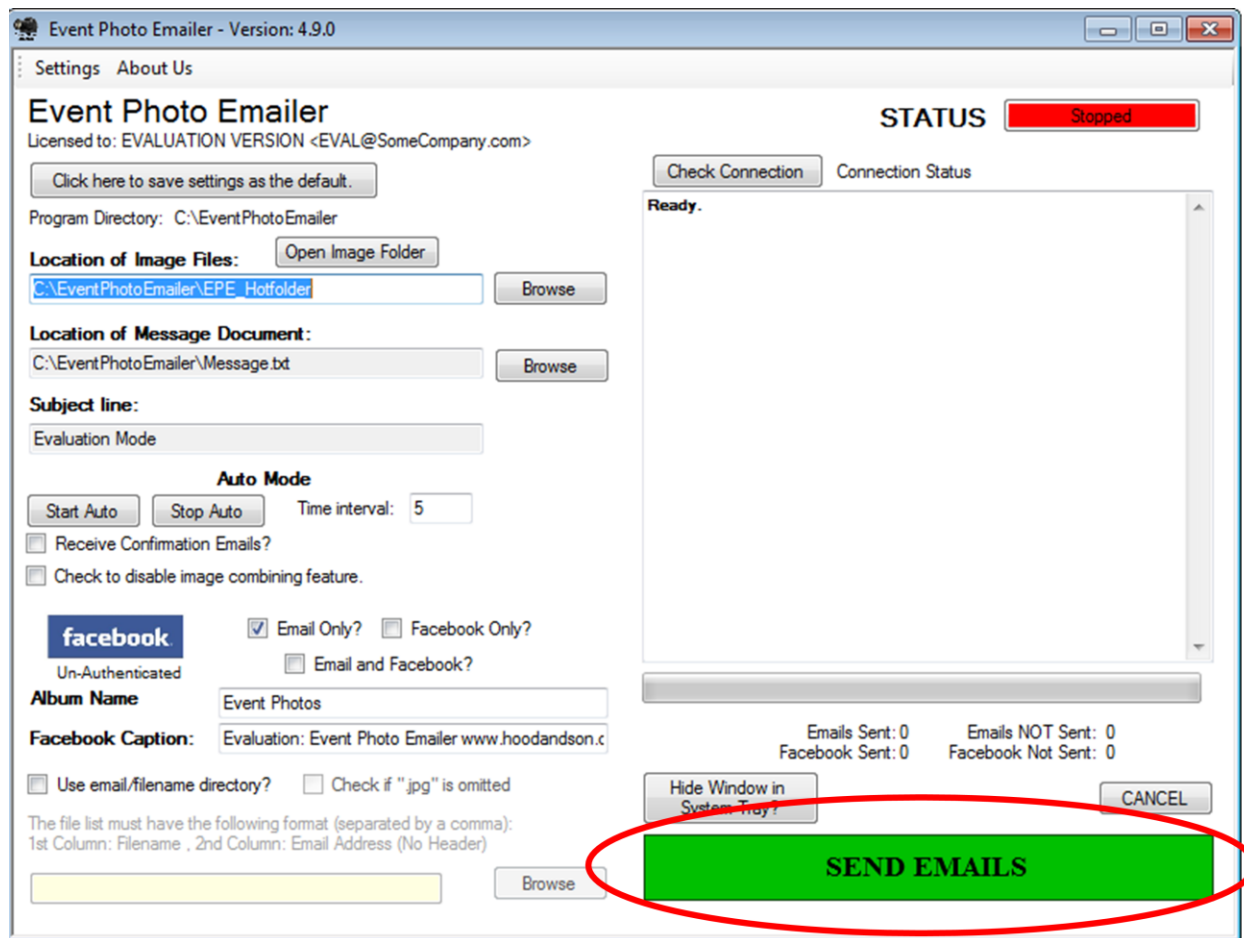 Event Photo Emailer - Version: 4.9.0
Settings About Us
Event Photo Emailer
Licensed to: EVALUATION VERSION <EVAL@SomeCompany.com>
STATUS Stopped
Click here to save settings as the default.
Check Connection Connection Status
Program Directory: C:\EventPhotoEmailer
Ready.
Location of Image Files: Open Image Folder
C:\EventPhotoEmailer\EPE_Hotfolder Browse
Location of Message Document:
C:\EventPhotoEmailer\Message.txt Browse
Subject line:
Evaluation Mode
Auto Mode
Start Auto Stop Auto Time interval: 5
Receive Confirmation Emails?
Check to disable image combining feature.
facebook.
Un-Authenticated
Email Only? Facebook Only?
Email and Facebook?
Album Name Event Photos
Facebook Caption: Evaluation: Event Photo Emailer www.hoodandson.c
Use email/filename directory? Check if ".jpg" is omitted
The file list must have the following format (separated by a comma):
1st Column: Filename , 2nd Column: Email Address (No Header)
Browse
Emails Sent: 0 Emails NOT Sent: 0
Facebook Sent: 0 Facebook Not Sent: 0
Hide Window in
System Tray?
CANCEL
SEND EMAILS